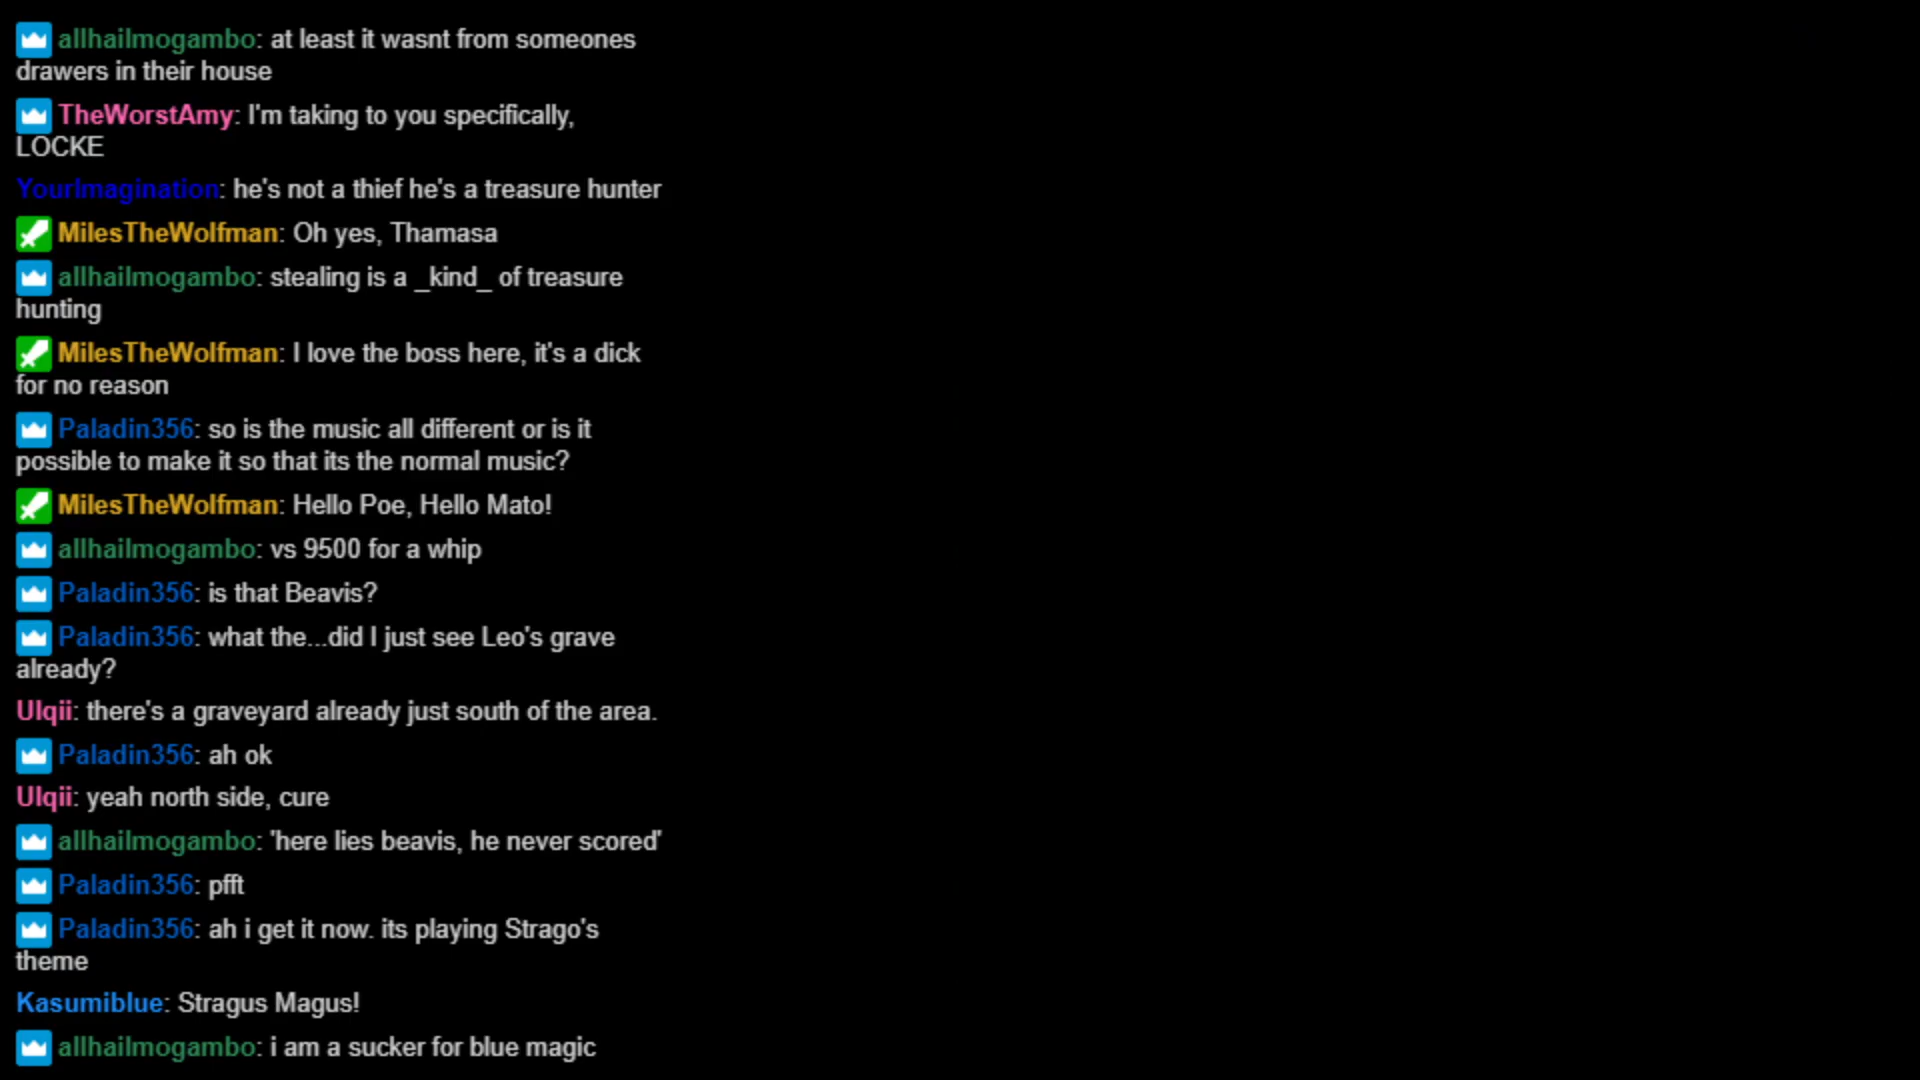 allhailmogambo: at least it wasnt from someones
drawers in their house
TheWorstAmy: I'm taking to you specifically,
LOCKE
YourImagination: he's not a thief he's a treasure hunter
MilesTheWolfman: Oh yes, Thamasa
allhailmogambo: stealing is a _kind_ of treasure
hunting
MilesTheWolfman: I love the boss here, it's a dick
for no reason
Paladin356: so is the music all different or is it
possible to make it so that its the normal music?
MilesTheWolfman: Hello Poe, Hello Mato!
allhailmogambo: vs 9500 for a whip
Paladin356: is that Beavis?
Paladin356: what the...did I just see Leo's grave
already?
Ulqii: there's a graveyard already just south of the area.
Paladin356: ah ok
Ulqii: yeah north side, cure
allhailmogambo: 'here lies beavis, he never scored'
Paladin356: pfft
Paladin356: ah i get it now. its playing Strago's
theme
Kasumiblue: Stragus Magus!
allhailmogambo: i am a sucker for blue magic